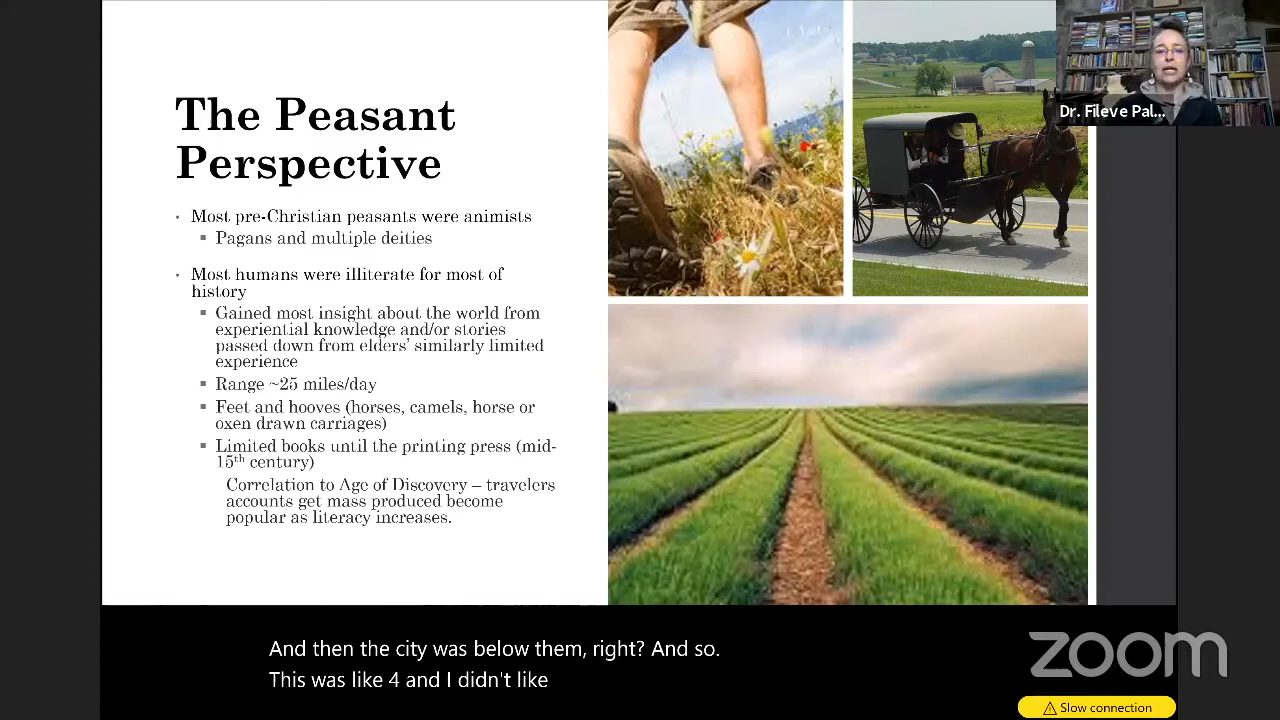 The Peasant
Perspective
• Most pre-Christian peasants were animists
▪ Pagans and multiple deities
• Most humans were illiterate for most of
history
▪ Gained most insight about the world from
experiential knowledge and/or stories
passed down from elders' similarly limited
experience
▪ Range ~25 miles/day
▪ Feet and hooves (horses, camels, horse or
oxen drawn carriages)
▪ Limited books until the printing press (mid-
15th century)
Correlation to Age of Discovery – travelers
accounts get mass produced become
popular as literacy increases.
Dr. Fileve Pal...
And then the city was below them, right? And so.
This was like 4 and I didn't like
zoom
Slow connection